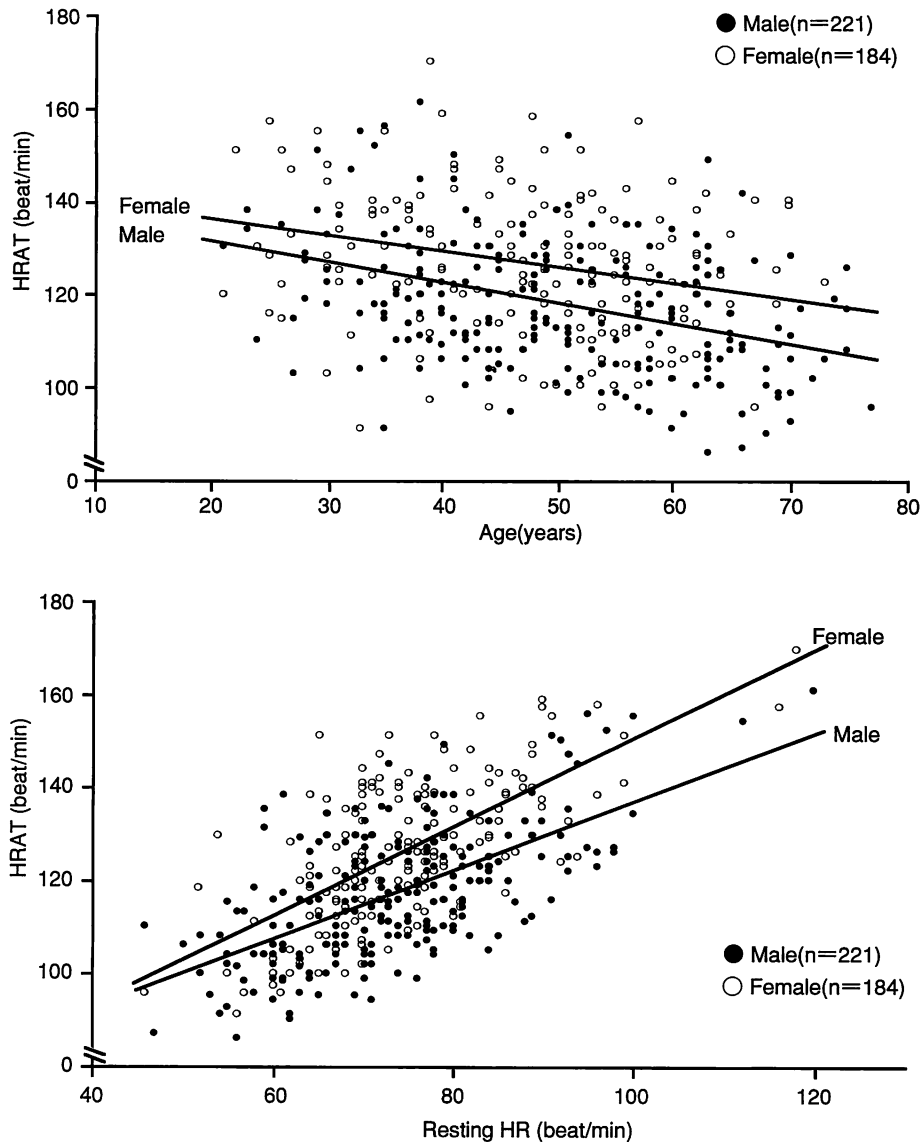 180
Male(n=221)
Female(n=184)
160
140
120
100
0
HRAT (beat/min)
Female
Male
10 20 30 40 50 60 70 80
Age(years)
180
160
140
120
100
0
HRAT (beat/min)
Female
Male
Male(n=221)
Female(n=184)
40 60 80 100 120
Resting HR (beat/min)